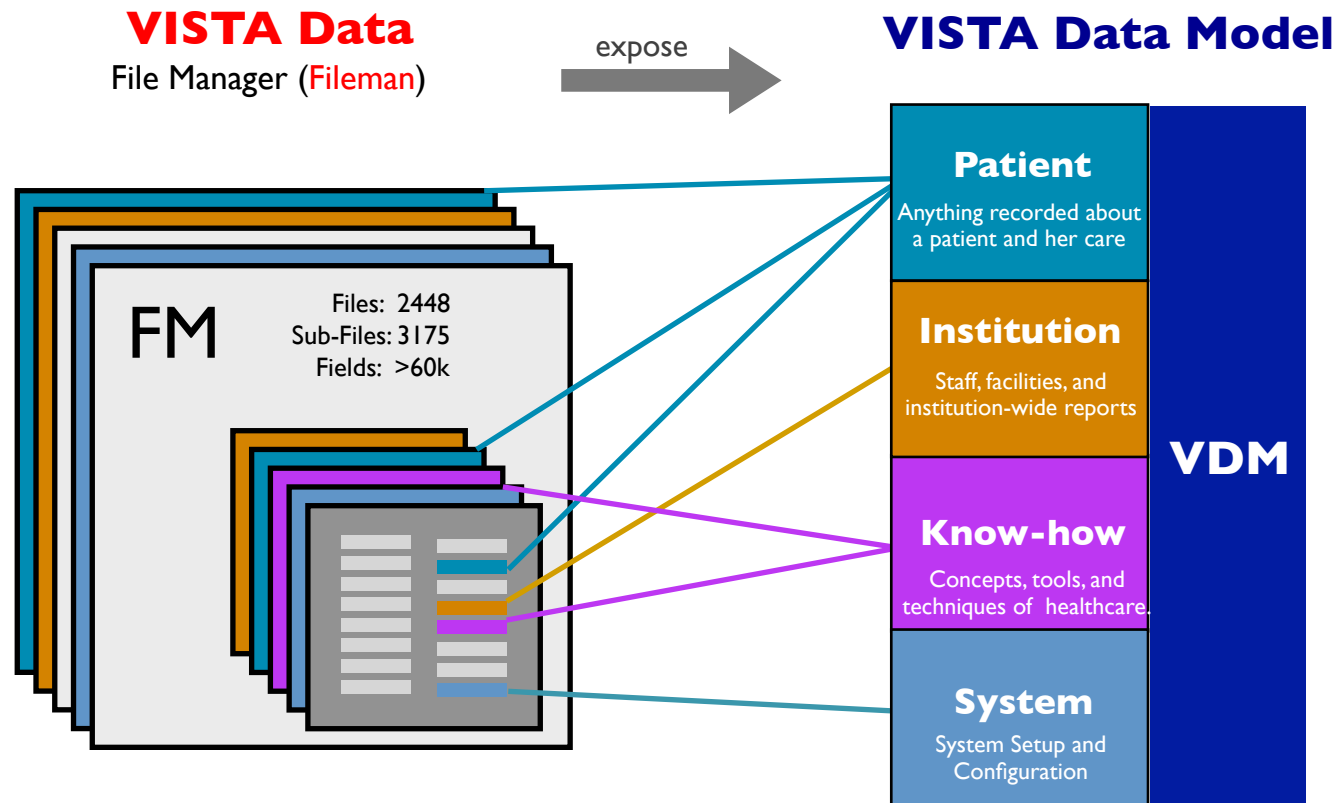 VISTA Data
File Manager (Fileman)
expose
VISTA Data Model
FM
Files: 2448
Sub-Files: 3175
Fields: >60k
Patient
Anything recorded about
a patient and her care
Institution
Staff, facilities, and
institution-wide reports
Know-how
Concepts, tools, and
techniques of healthcare.
System
System Setup and
Configuration
VDM